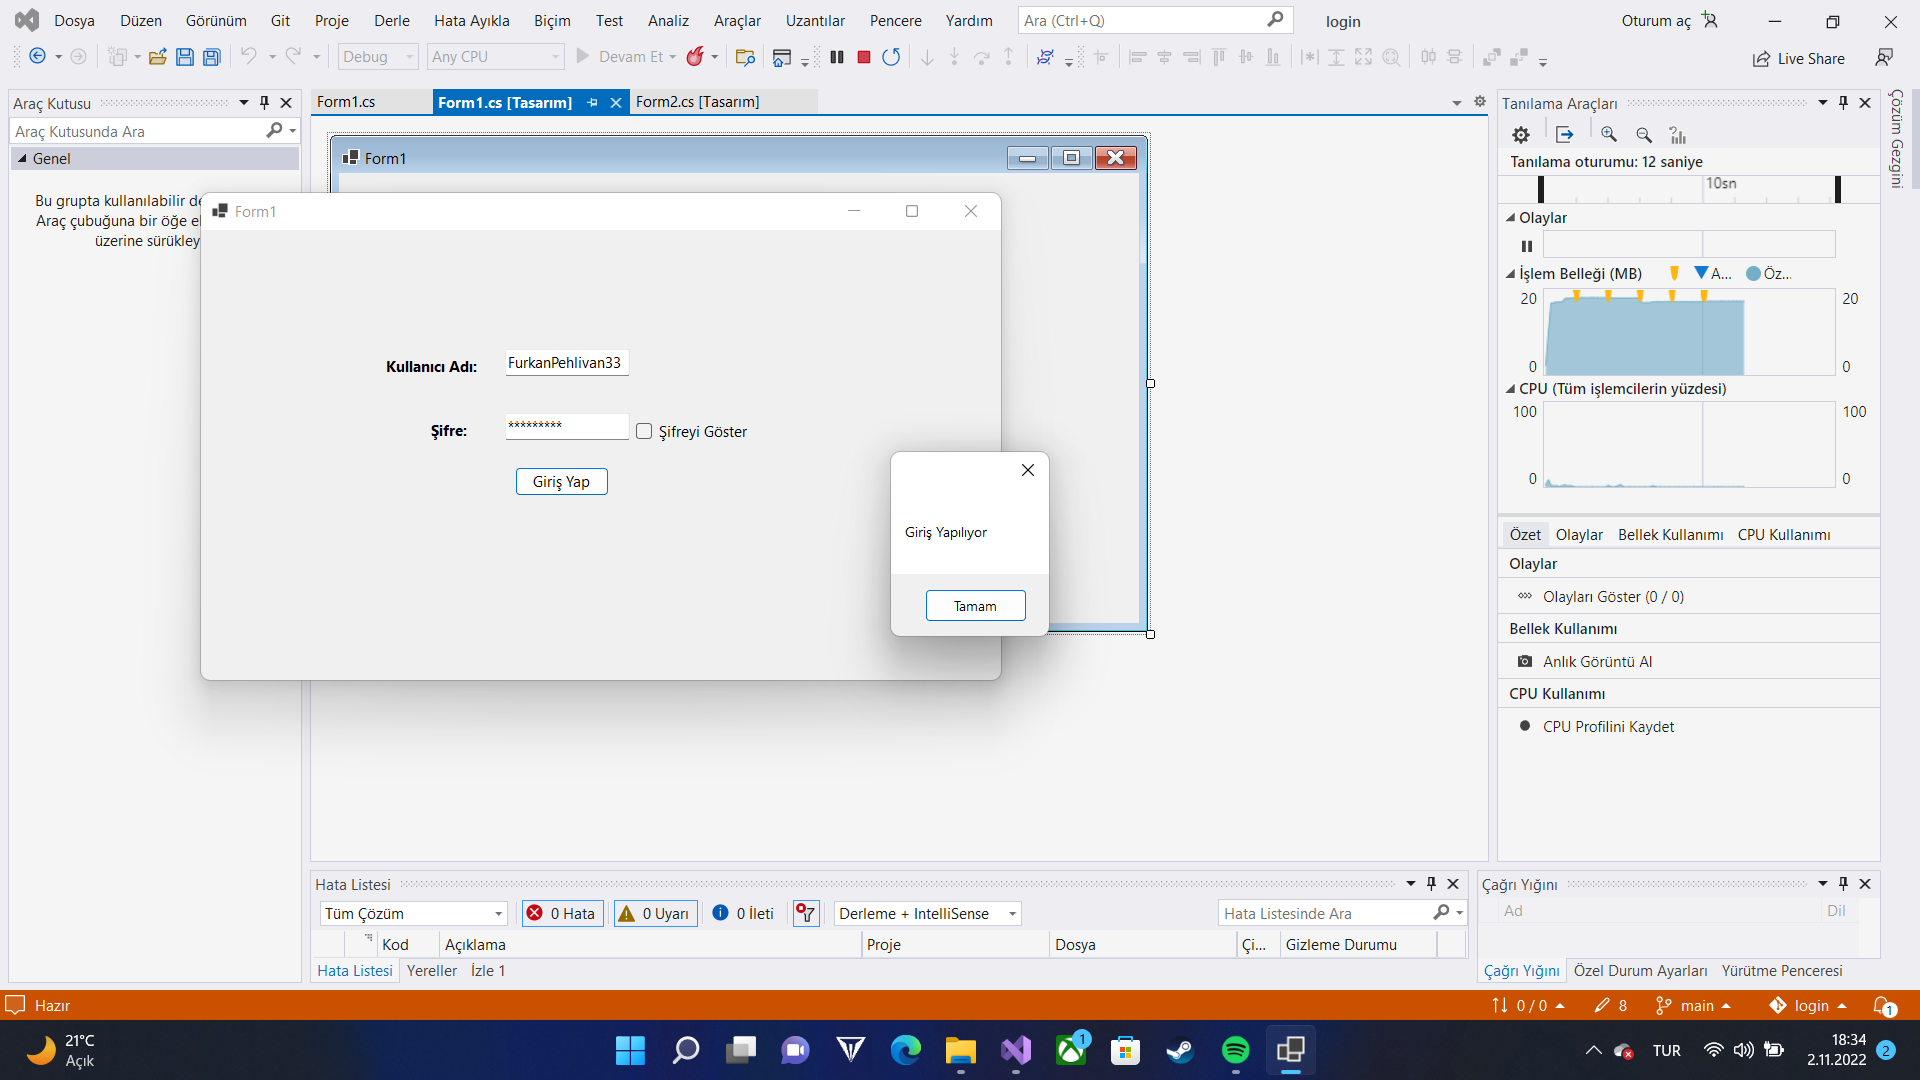 Dosya Düzen Görünüm Git Proje Derle Hata Ayıkla Biçim Test Analiz Araçlar Uzantılar Pencere Yardım Ara (Ctrl+Q) login Oturum aç
Debug Any CPU Devam Et Live Share
Araç Kutusu
Araç Kutusunda Ara
Genel
Bu grupta kullanılabilir de
Araç çubuğuna bir öğe el
üzerine sürükley
Form1.cs Form1.cs [Tasarım] Form2.cs [Tasarım]
Form1
Form1
Kullanıcı Adı: FurkanPehlivan33
Şifre: ********* Şifreyi Göster
Giriş Yap
Giriş Yapılıyor
Tamam
Tanılama Araçları
Tanılama oturumu: 12 saniye
10sn
Olaylar
İşlem Belleği (MB) A... Öz...
20 20
0 0
CPU (Tüm işlemcilerin yüzdesi)
100 100
0 0
Özet Olaylar Bellek Kullanımı CPU Kullanımı
Olaylar
Olayları Göster (0 / 0)
Bellek Kullanımı
Anlık Görüntü Al
CPU Kullanımı
CPU Profilini Kaydet
Çözüm Gezgini
Hata Listesi
Tüm Çözüm 0 Hata 0 Uyarı 0 İleti Derleme + IntelliSense Hata Listesinde Ara
Kod Açıklama Proje Dosya Çi... Gizleme Durumu
Hata Listesi Yereller İzle 1
Çağrı Yığını
Ad Dil
Çağrı Yığını Özel Durum Ayarları Yürütme Penceresi
Hazır 0 / 0 8 main login 1
21°C
Açık
1
TUR
18:34
2.11.2022
2